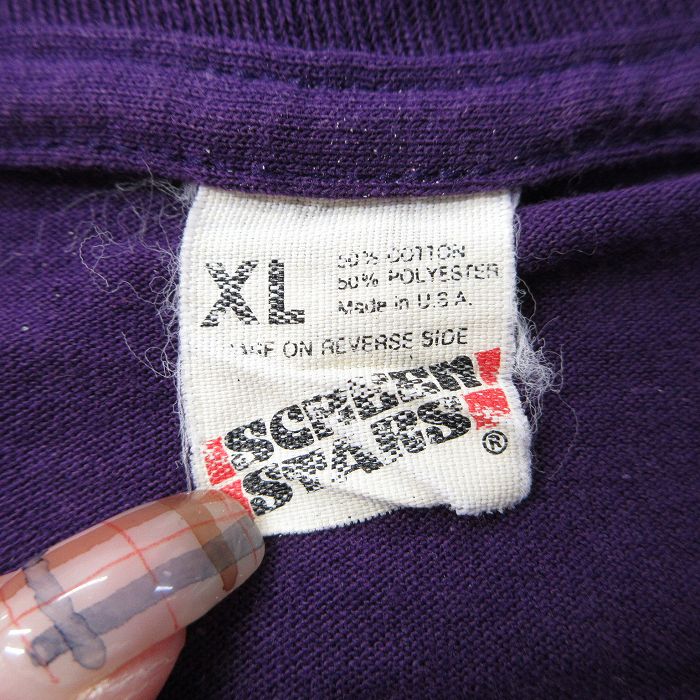 XL
50% COTTON
50% POLYESTER
Made in U.S.A.
ON REVERSE SIDE
SCREEN
STARS®